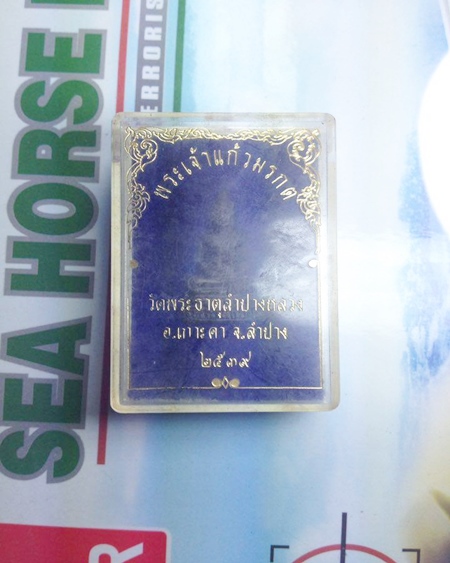 พระเจ้าแก้วมรกต
วัดพระธาตุลำปางหลวง
อ.เกาะคา จ.ลำปาง
๒๕๓๙
SEA HORSE
ERRORIS
R